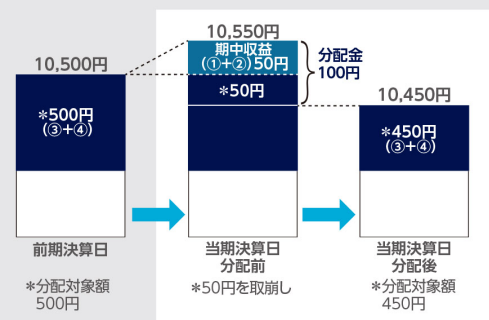 10,500円
*500円
(③+④)
前期決算日
*分配対象額
500円
10,550円
期中収益
(①+②)50円
*50円
分配金
100円
当期決算日
分配前
*50円を取崩し
10,450円
*450円
(③+④)
当期決算日
分配後
*分配対象額
450円